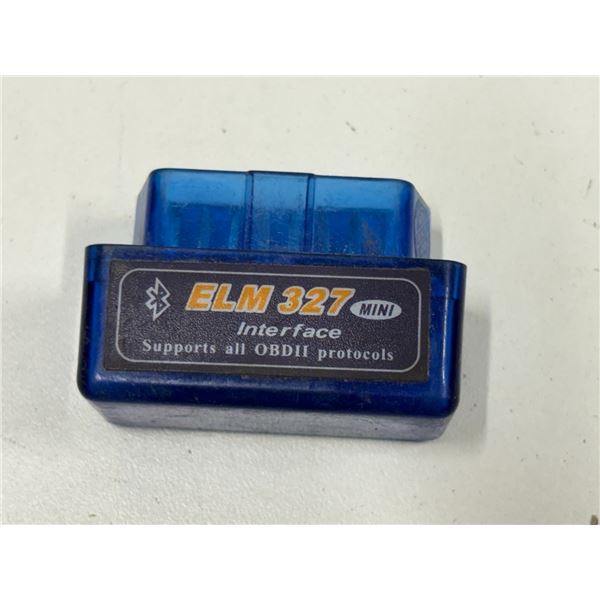 ELM 327 MINI
Interface
Supports all OBDII protocols